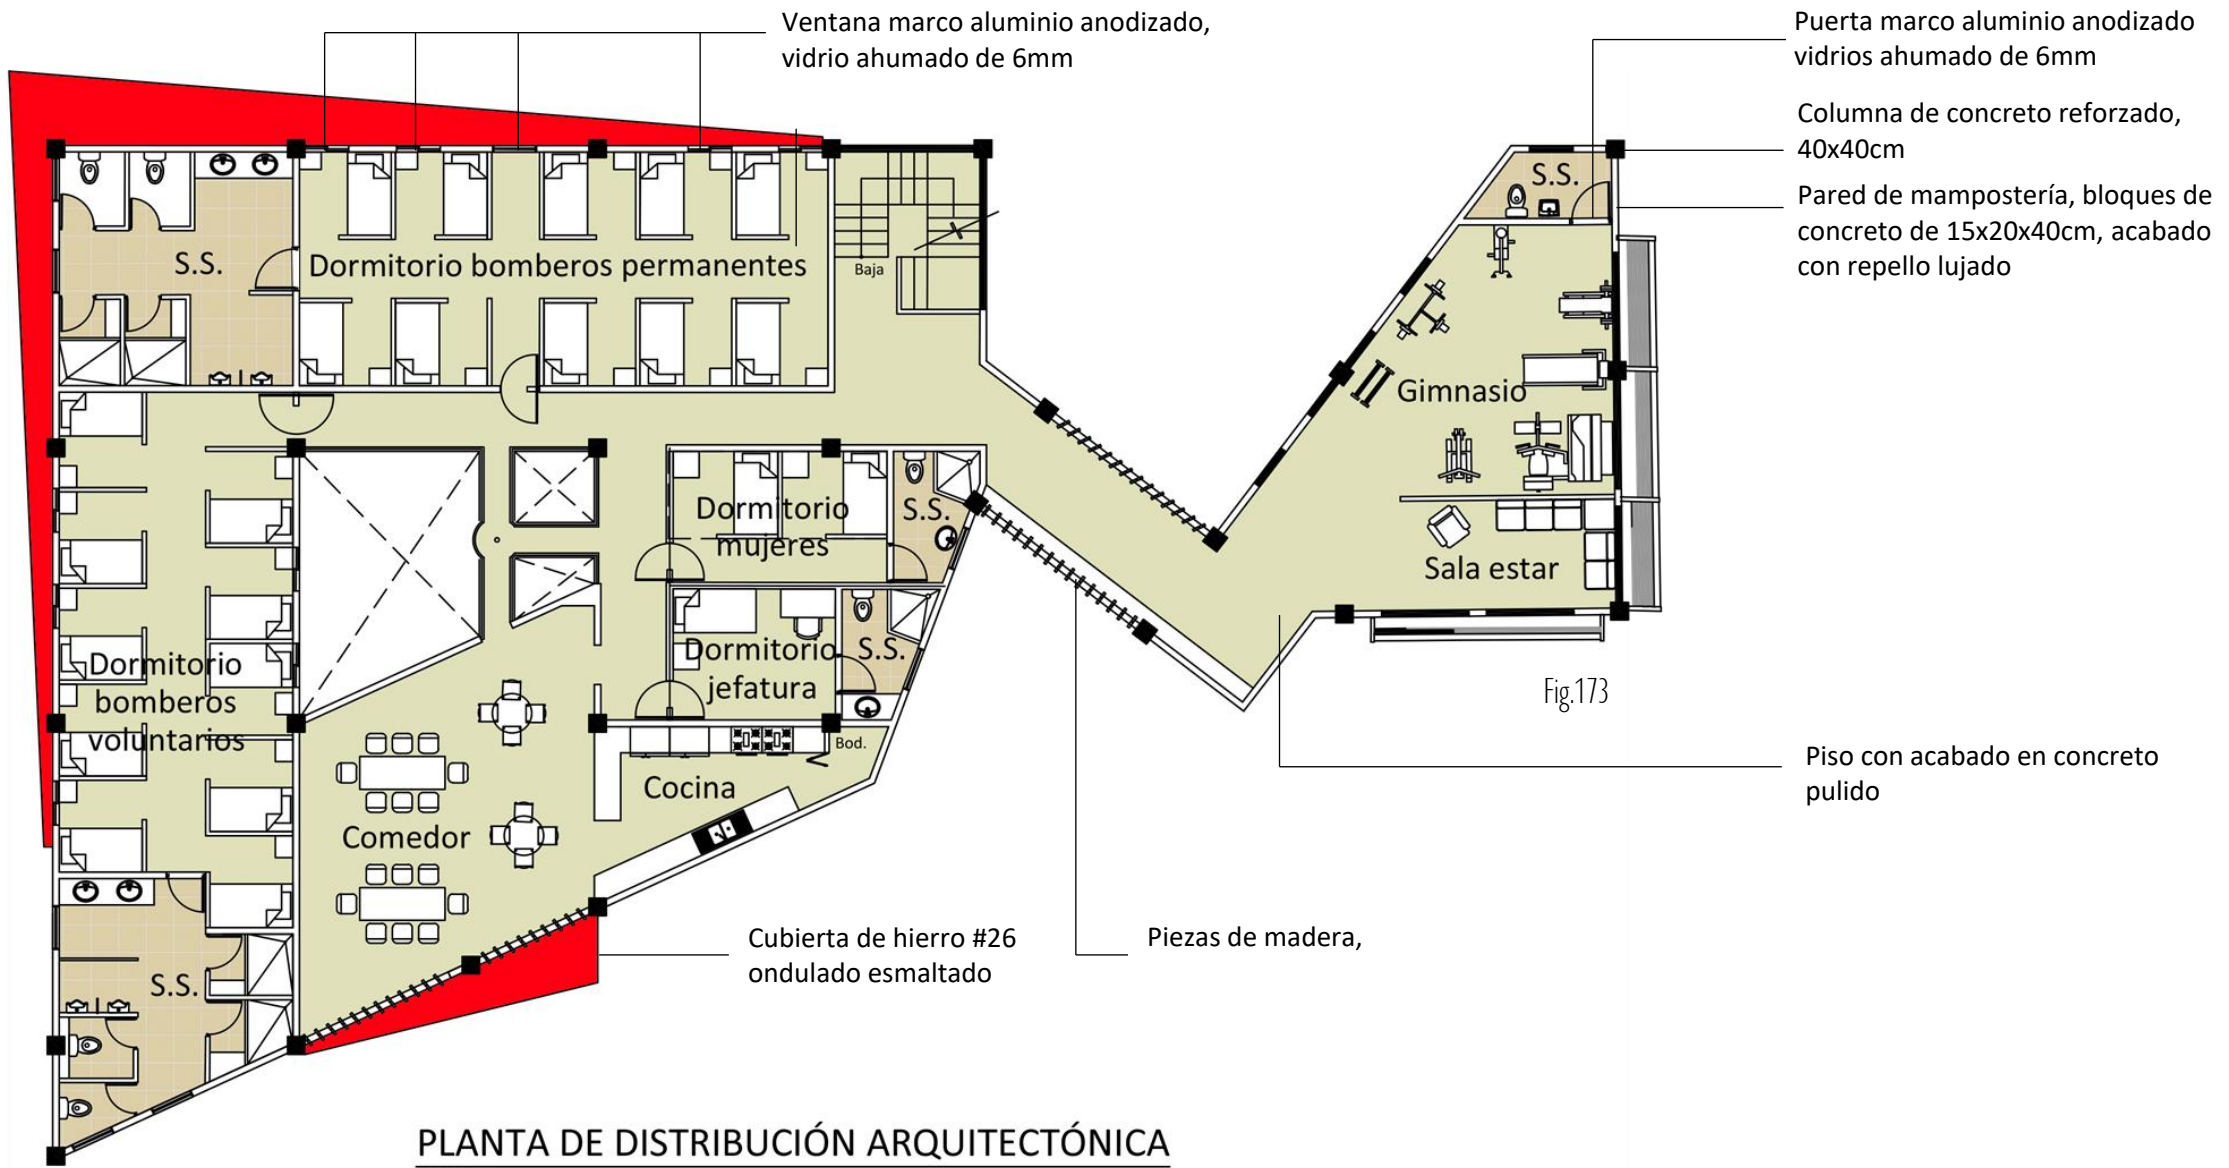 Ventana marco aluminio anodizado,
vidrio ahumado de 6mm
Puerta marco aluminio anodizado
vidrios ahumado de 6mm
Columna de concreto reforzado,
40x40cm
Pared de mampostería, bloques de
concreto de 15x20x40cm, acabado
con repello lujado
S.S.
S.S.
Dormitorio bomberos permanentes
Baja
Gimnasio
Dormitorio
mujeres
S.S.
Sala estar
Dormitorio
jefatura
S.S.
Dormitorio
bomberos
voluntarios
Fig.173
Bod.
Cocina
Comedor
Piso con acabado en concreto
pulido
Cubierta de hierro #26
ondulado esmaltado
Piezas de madera,
S.S.
PLANTA DE DISTRIBUCIÓN ARQUITECTÓNICA